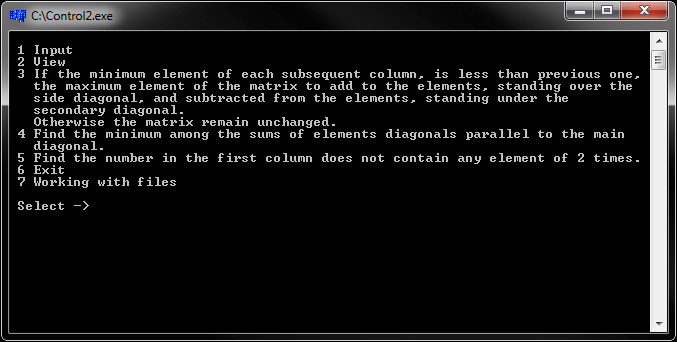 C:\Control2.exe
1 Input
2 View
3 If the minimum element of each subsequent column, is less than previous one,
the maximum element of the matrix to add to the elements, standing over the
side diagonal, and subtracted from the elements, standing under the
secondary diagonal.
Otherwise the matrix remain unchanged.
4 Find the minimum among the sums of elements diagonals parallel to the main
diagonal.
5 Find the number in the first column does not contain any element of 2 times.
6 Exit
7 Working with files
Select ->